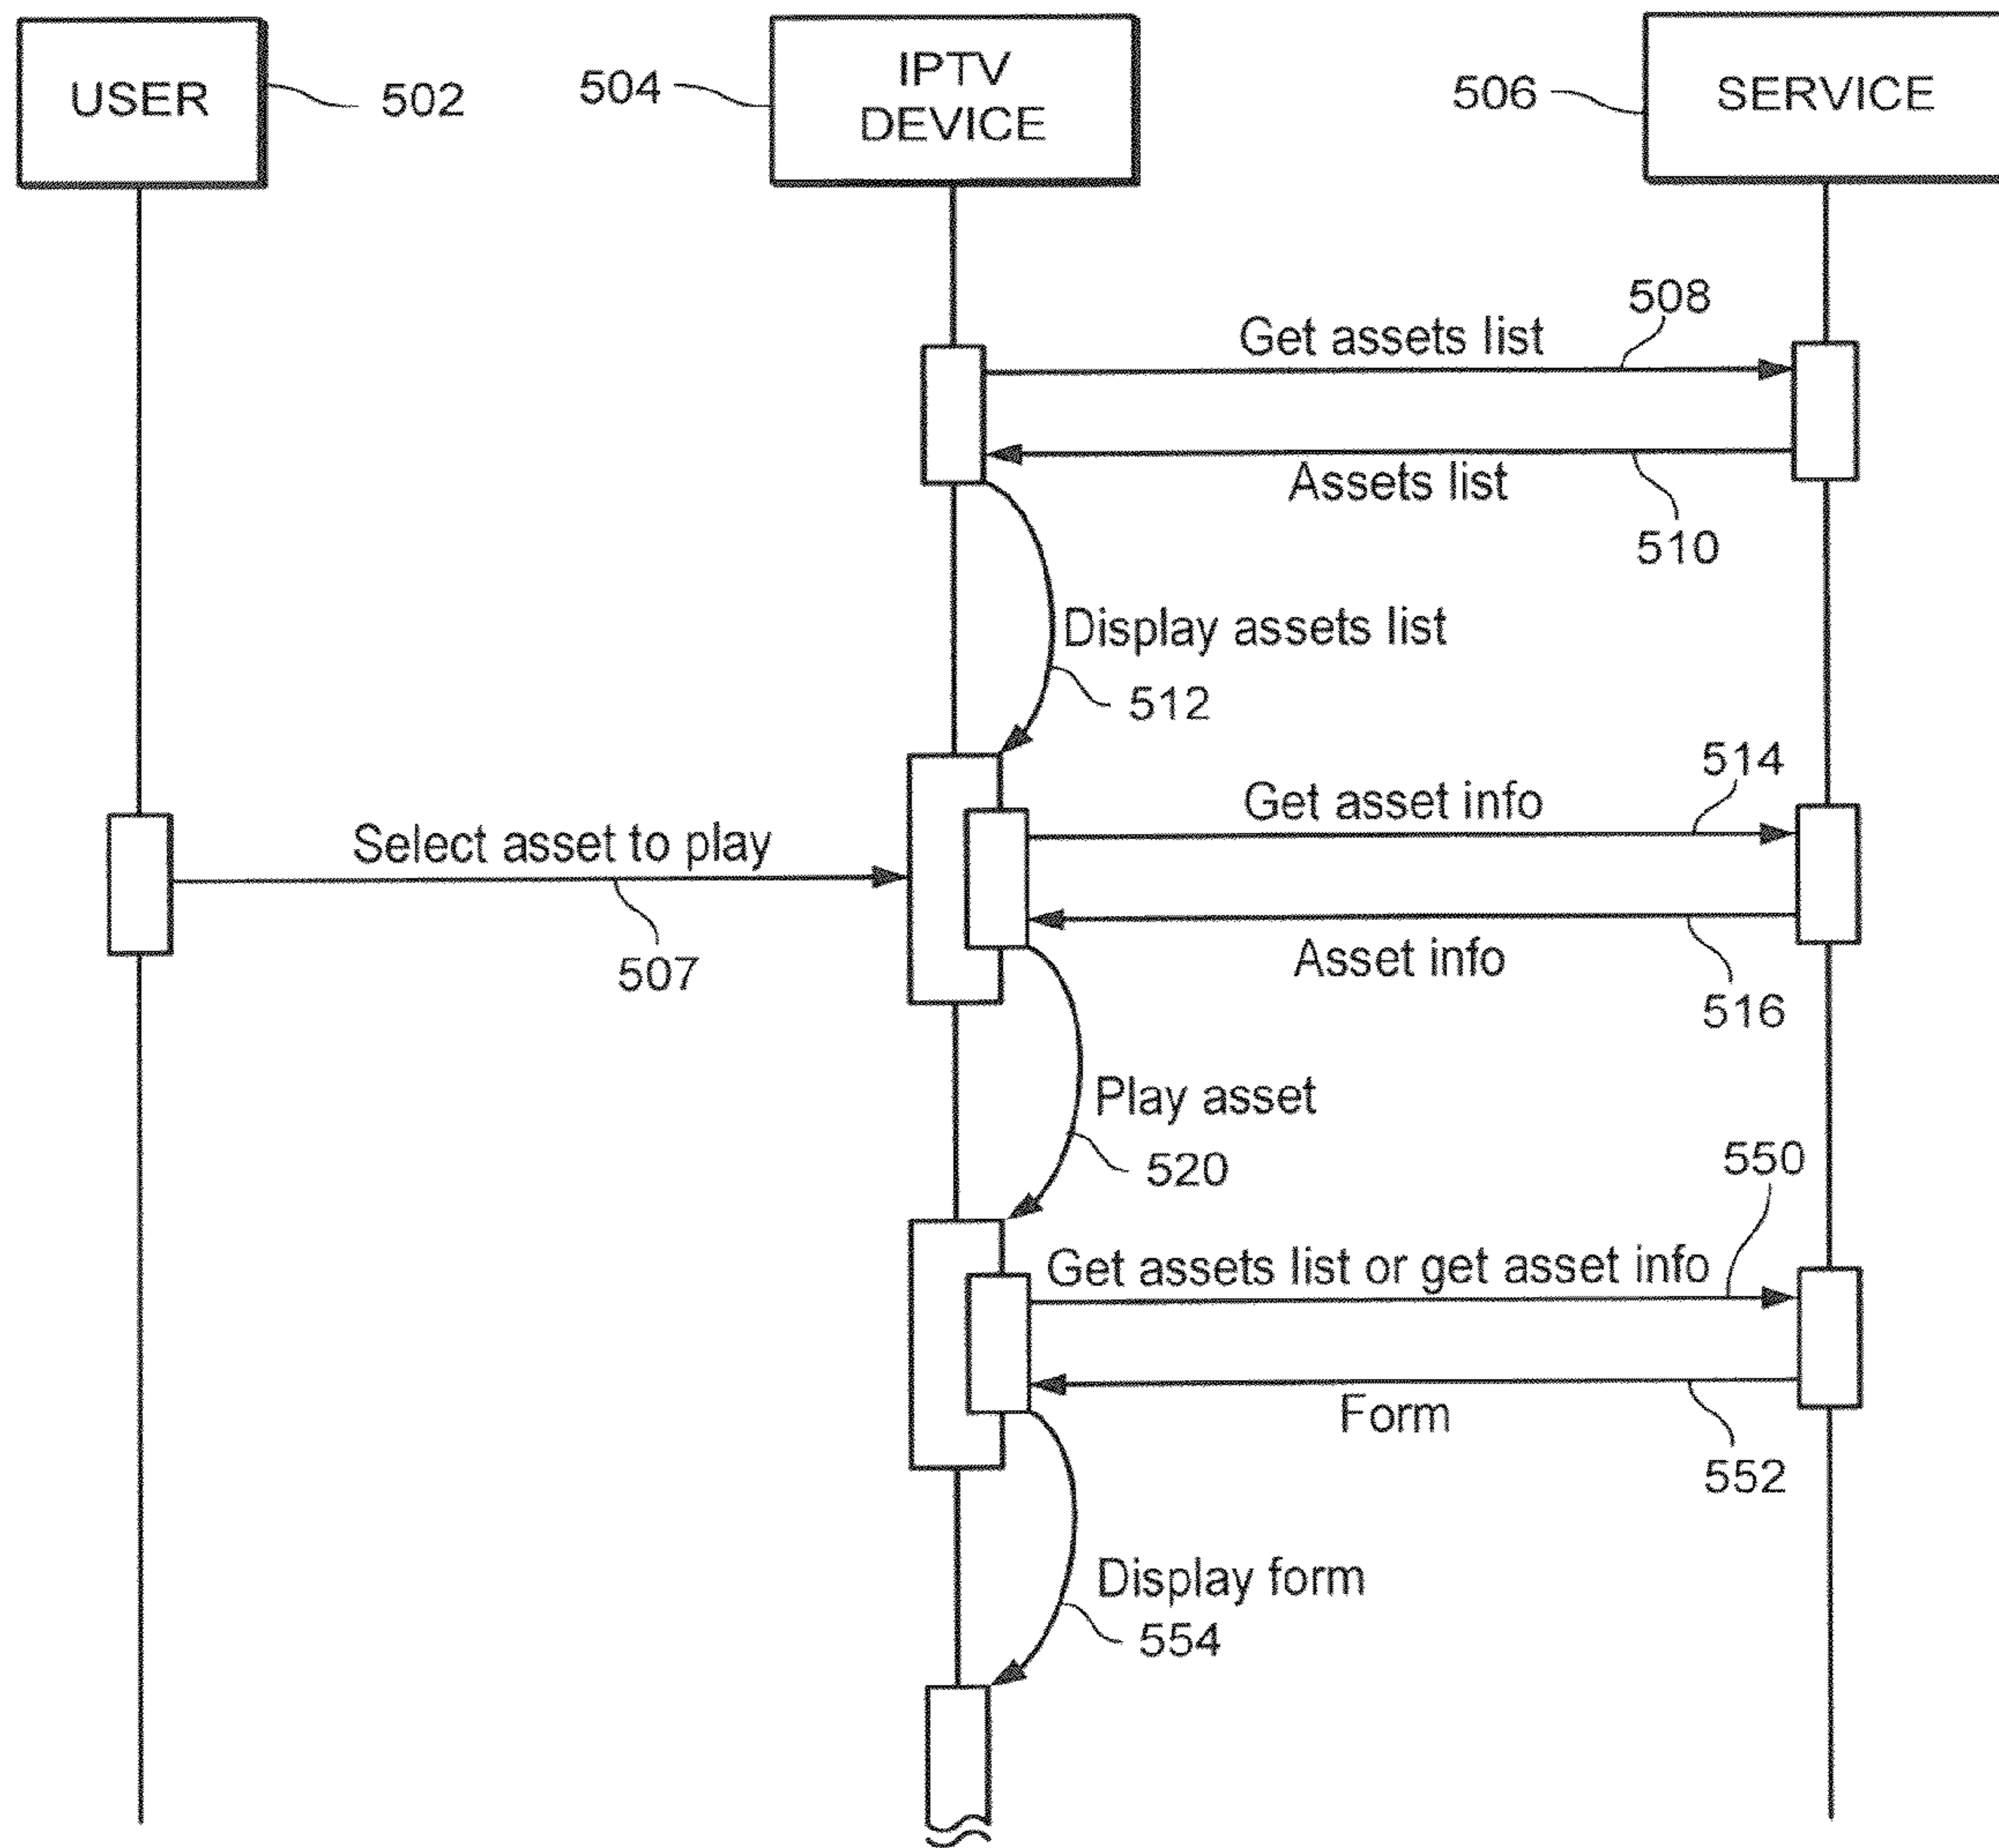 USER
502
504
IPTV
DEVICE
506
SERVICE
508
Get assets list
Assets list
510
Display assets list
512
514
Get asset info
Select asset to play
507
Asset info
516
Play asset
520
550
Get assets list or get asset info
Form
552
Display form
554